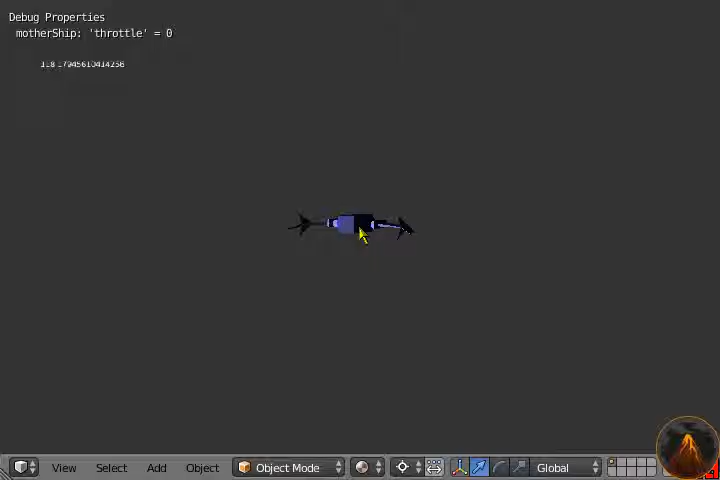 Debug Properties
motherShip: 'throttle' = 0
View Select Add Object Object Mode Global